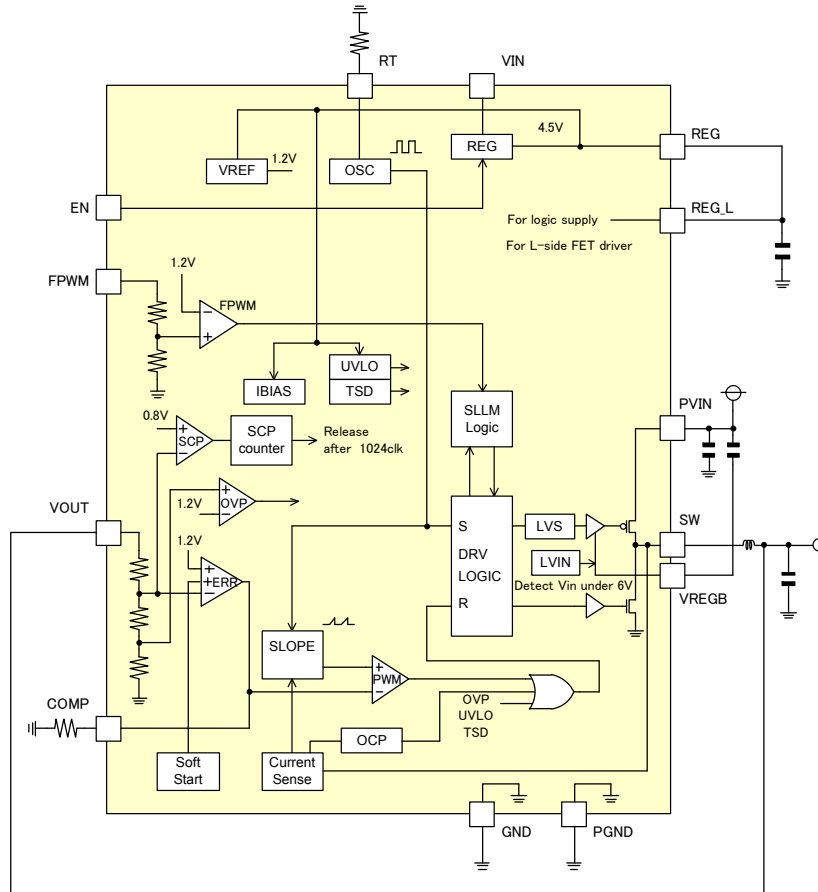 RT
VIN
4.5V
REG
VREF
1.2V
OSC
REG
EN
REG_L
For logic supply
For L-side FET driver
FPWM
1.2V
FPWM
UVLO
TSD
IBIAS
SLLM
Logic
PVIN
0.8V
SCP
SCP
counter
Release
after 1024clk
VOUT
OVP
1.2V
S
DRV
LOGIC
R
LVS
LVIN
SW
Detect Vin under 6V
VREGB
1.2V
ERR
SLOPE
PWM
OVP
UVLO
TSD
COMP
OCP
Soft
Start
Current
Sense
GND
PGND